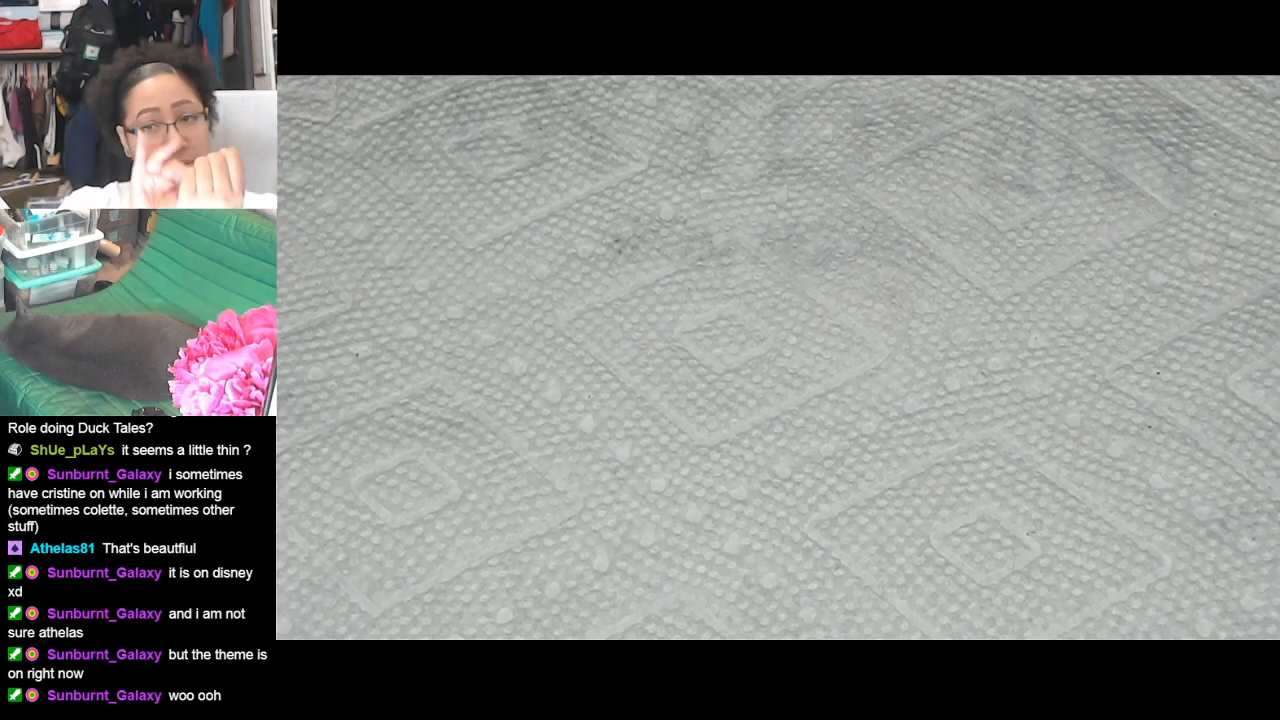 Role doing Duck Tales?
ShUe_pLaYs it seems a little thin ?
Sunburnt_Galaxy i sometimes
have cristine on while i am working
(sometimes colette, sometimes other
stuff)
Athelas81 That's beautfiul
Sunburnt_Galaxy it is on disney
xd
Sunburnt_Galaxy and i am not
sure athelas
Sunburnt_Galaxy but the theme is
on right now
Sunburnt_Galaxy woo ooh